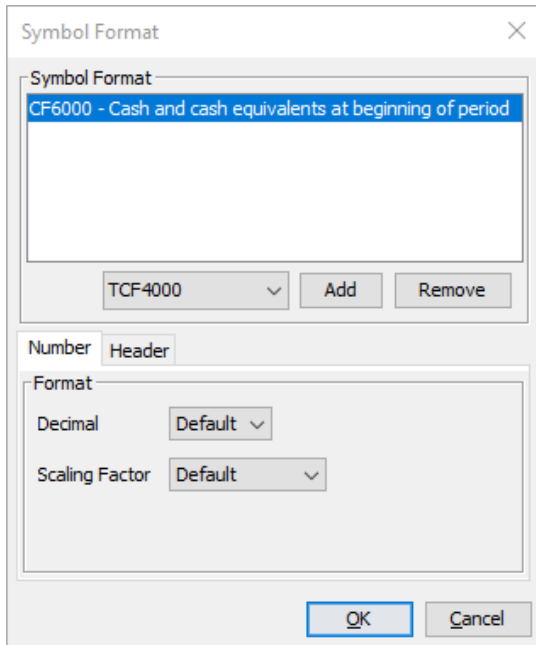 Symbol Format
Symbol Format
CF6000 - Cash and cash equivalents at beginning of period
TCF4000
Add
Remove
Number
Header
Format
Decimal
Default
Scaling Factor
Default
OK
Cancel